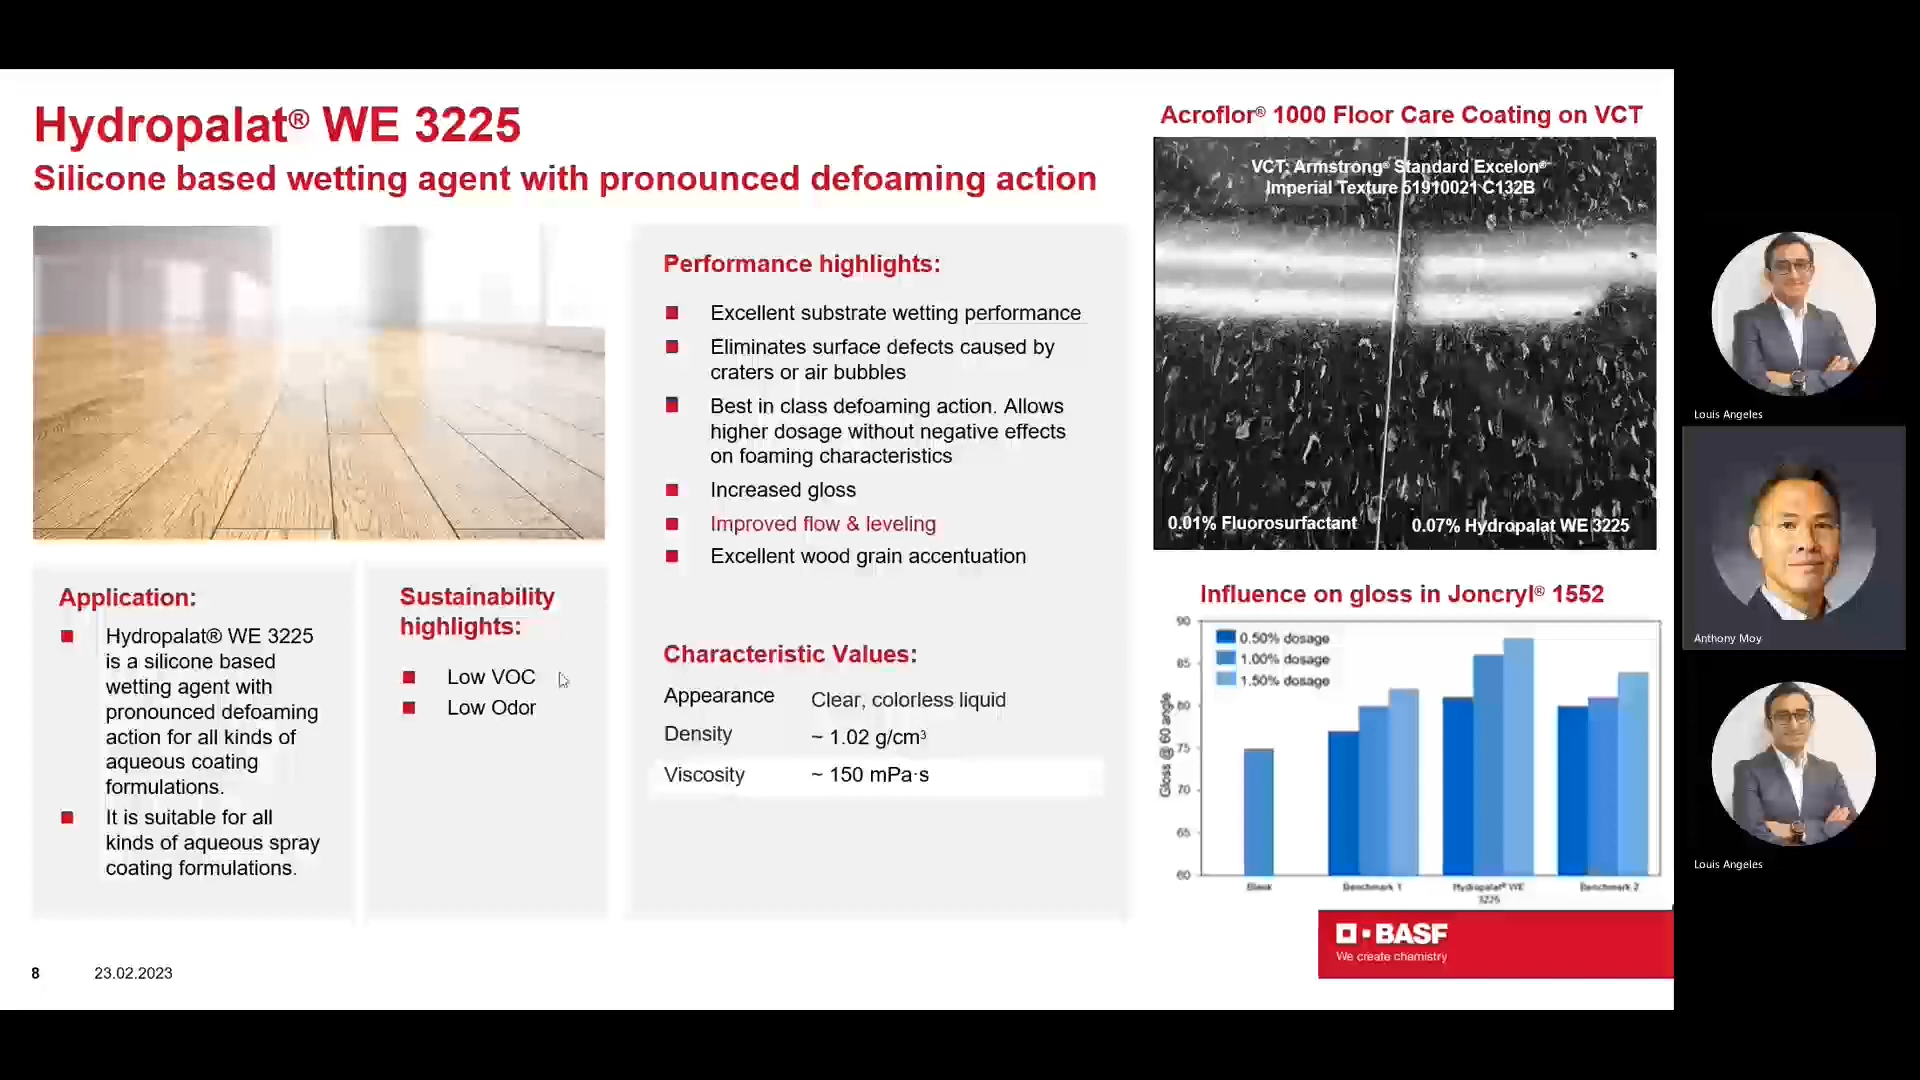 Hydropalat® WE 3225
Silicone based wetting agent with pronounced defoaming action
Application:
Hydropalat® WE 3225
is a silicone based
wetting agent with
pronounced defoaming
action for all kinds of
aqueous coating
formulations.
It is suitable for all
kinds of aqueous spray
coating formulations.
Sustainability
highlights:
Low VOC
Low Odor
Performance highlights:
Excellent substrate wetting performance
Eliminates surface defects caused by
craters or air bubbles
Best in class defoaming action. Allows
higher dosage without negative effects
on foaming characteristics
Increased gloss
Improved flow & leveling
Excellent wood grain accentuation
Characteristic Values:
Appearance Clear, colorless liquid
Density ~ 1.02 g/cm³
Viscosity ~ 150 mPa·s
Acroflor® 1000 Floor Care Coating on VCT
VCT: Armstrong® Standard Excelon®
Imperial Texture 51910021 C132B
0.01% Fluorosurfactant
0.07% Hydropalat WE 3225
Influence on gloss in Joncryl® 1552
0.50% dosage
1.00% dosage
1.50% dosage
Gloss @ 60 angle
90
85
80
75
70
65
60
Blank
Benchmark 1
Hydropalat® WE
3225
Benchmark 2
BASF
We create chemistry
8 23.02.2023
Louis Angeles
Anthony Moy
Louis Angeles